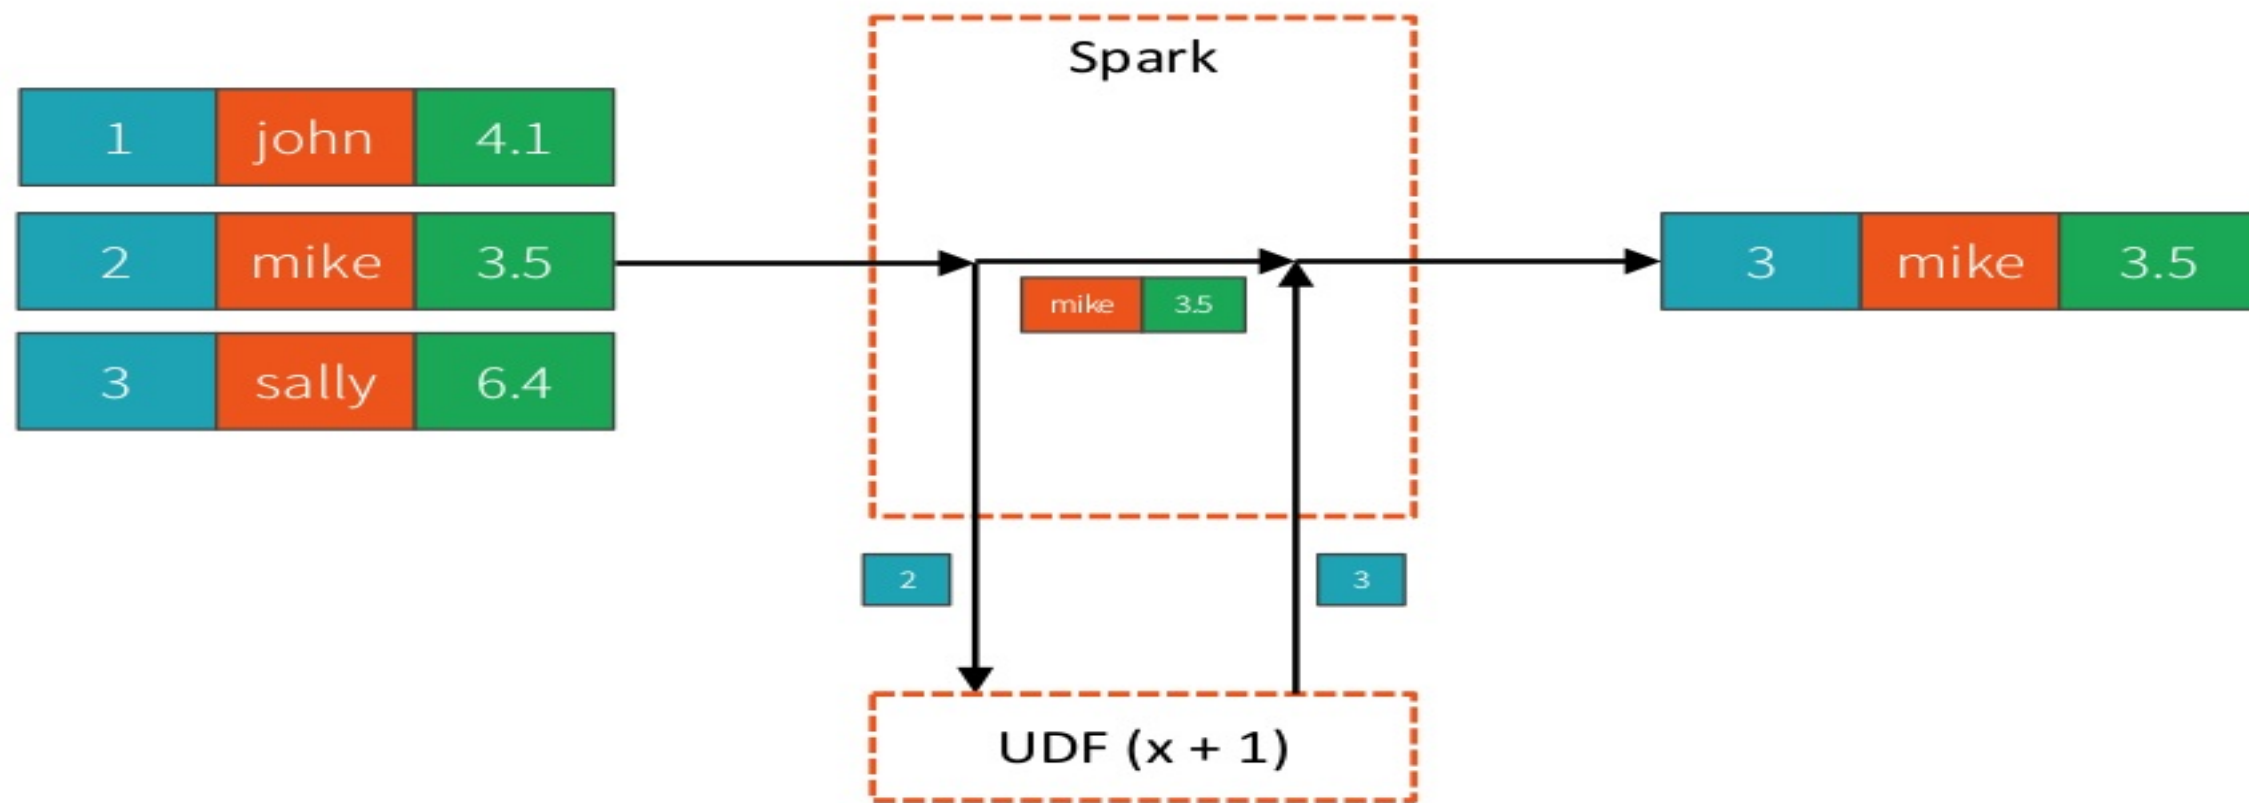 Spark
1 john 4.1
2 mike 3.5
3 sally 6.4
mike 3.5
3 mike 3.5
2
3
UDF (x + 1)